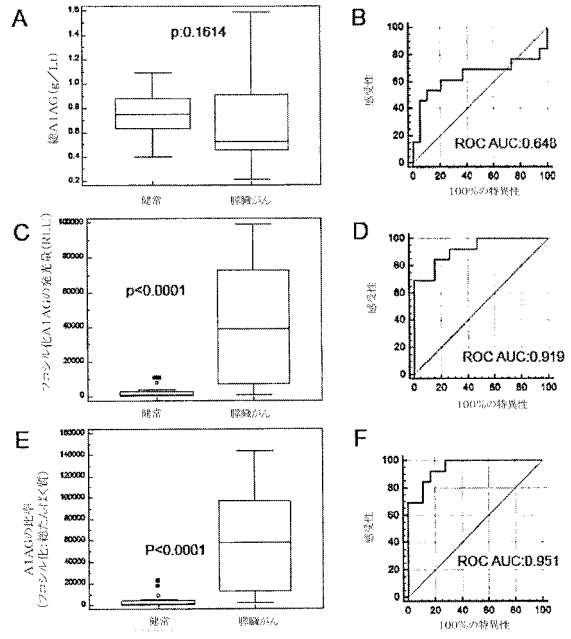 A
総A1AG(g/Lt)
1.6
1.4
1.2
1.0
0.8
0.6
0.4
0.2
p:0.1614
健常
膵臓がん
B
感受性
100
80
60
40
20
0
ROC AUC:0.648
0 20 40 60 80 100
100%の特異性
C
フコシル化A1AGの発光量(RLU)
100000
80000
60000
40000
20000
0
p<0.0001
健常
膵臓がん
D
感受性
100
80
60
40
20
0
ROC AUC:0.919
0 20 40 60 80 100
100%の特異性
E
A1AGの比率
(フコシル化:総たんぱく質)
160000
140000
120000
100000
80000
60000
40000
20000
0
P<0.0001
健常
膵臓がん
F
感受性
100
80
60
40
20
0
ROC AUC:0.951
0 20 40 60 80 100
100%の特異性